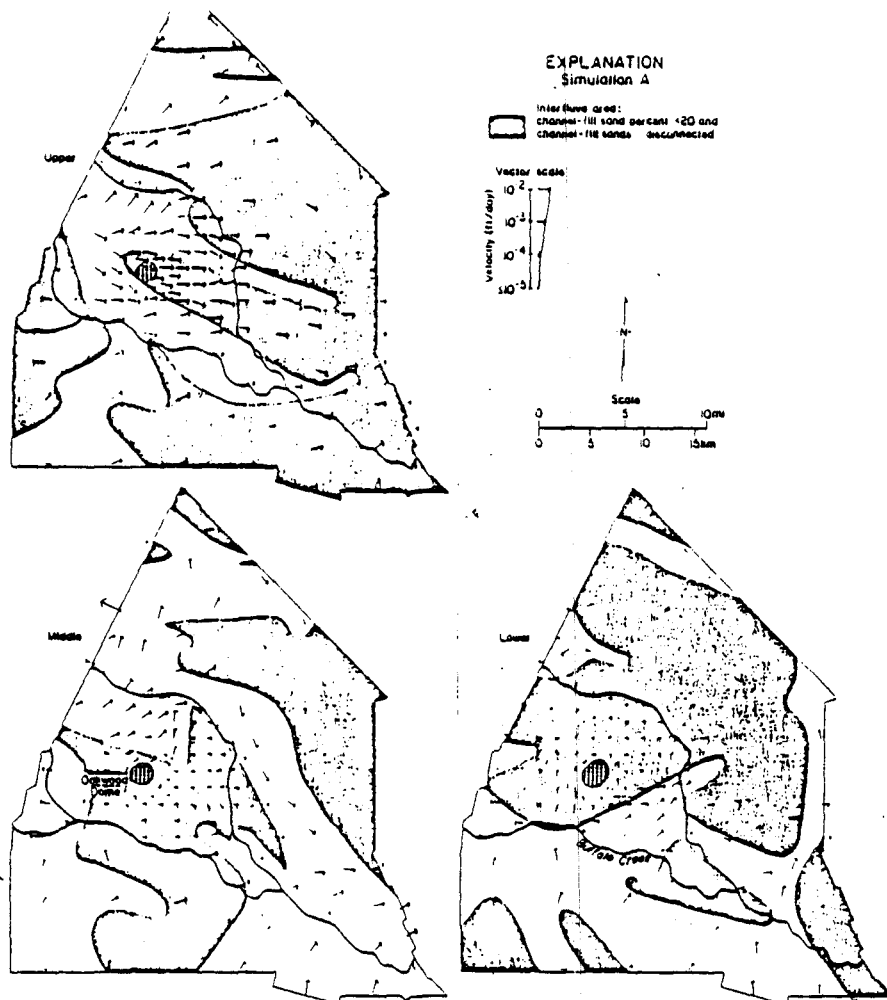 EXPLANATION
Simulation A
Interfluve area:
channel-fill sand percent <20 and
channel-fill sands disconnected
Upper
Vector scale
Velocity (ft/day)
10-2
10-3
10-4
≤10-5
N
Scale
0 5 10mi
0 5 10 15km
Middle
Oakwood
Dome
Lower
Buffalo Creek